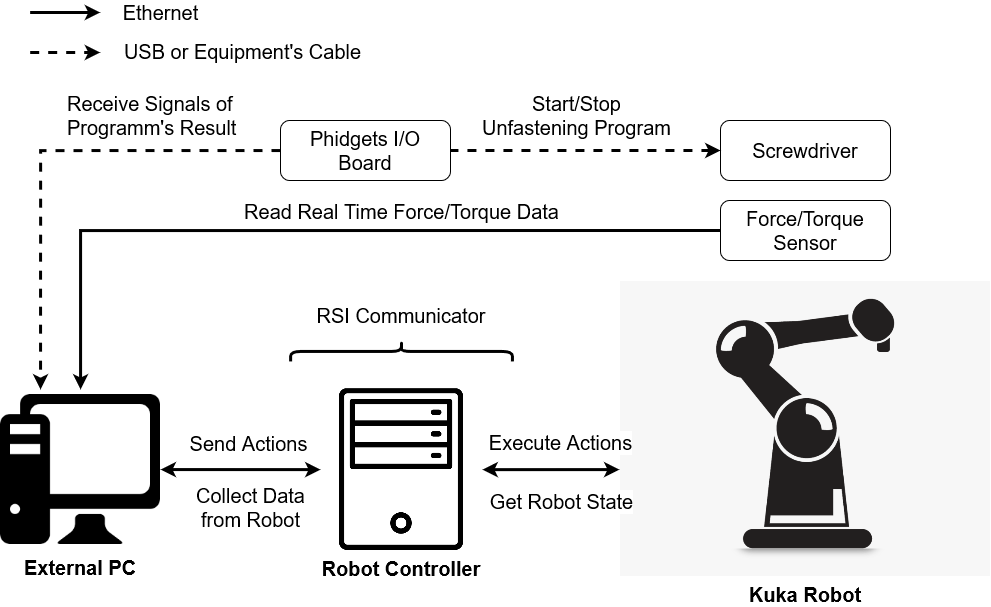 Ethernet
USB or Equipment's Cable
Receive Signals of
Programm's Result
Start/Stop
Unfastening Program
Phidgets I/O
Board
Screwdriver
Read Real Time Force/Torque Data
Force/Torque
Sensor
RSI Communicator
Send Actions
Collect Data
from Robot
Execute Actions
Get Robot State
External PC
Robot Controller
Kuka Robot